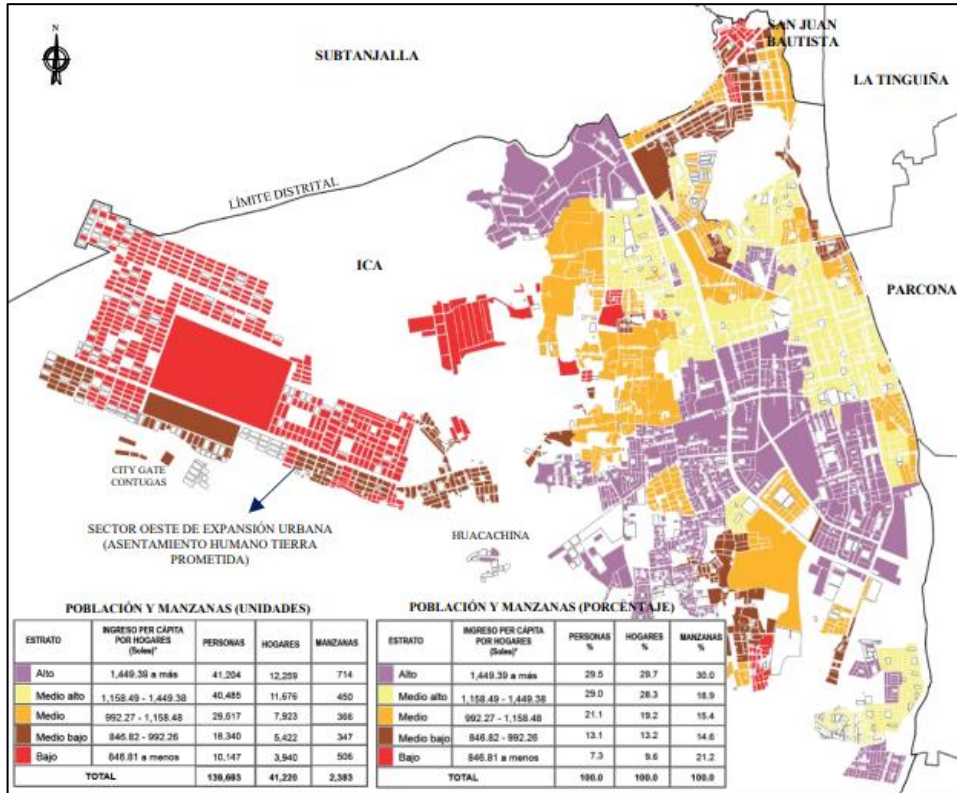 N
SUBTANJALLA
SAN JUAN
BAUTISTA
LA TINGUIÑA
LÍMITE DISTRITAL
ICA
PARCONA
CITY GATE
CONTUGAS
SECTOR OESTE DE EXPANSIÓN URBANA
(ASENTAMIENTO HUMANO TIERRA
PROMETIDA)
HUACACHINA
POBLACIÓN Y MANZANAS (UNIDADES)
ESTRATO INGRESO PER CÁPITA POR HOGARES (Soles)* PERSONAS HOGARES MANZANAS
Alto 1,449.39 a más 41,204 12,259 714
Medio alto 1,158.49 - 1,449.38 40,485 11,676 450
Medio 992.27 - 1,158.48 29,517 7,923 366
Medio bajo 846.82 - 992.26 18,340 5,422 347
Bajo 846.81 a menos 10,147 3,940 506
TOTAL 139,693 41,220 2,383
POBLACIÓN Y MANZANAS (PORCENTAJE)
ESTRATO INGRESO PER CÁPITA POR HOGARES (Soles)* PERSONAS % HOGARES % MANZANAS %
Alto 1,449.39 a más 29.5 29.7 30.0
Medio alto 1,158.49 - 1,449.38 29.0 28.3 18.9
Medio 992.27 - 1,158.48 21.1 19.2 15.4
Medio bajo 846.82 - 992.26 13.1 13.2 14.6
Bajo 846.81 a menos 7.3 9.6 21.2
TOTAL 100.0 100.0 100.0